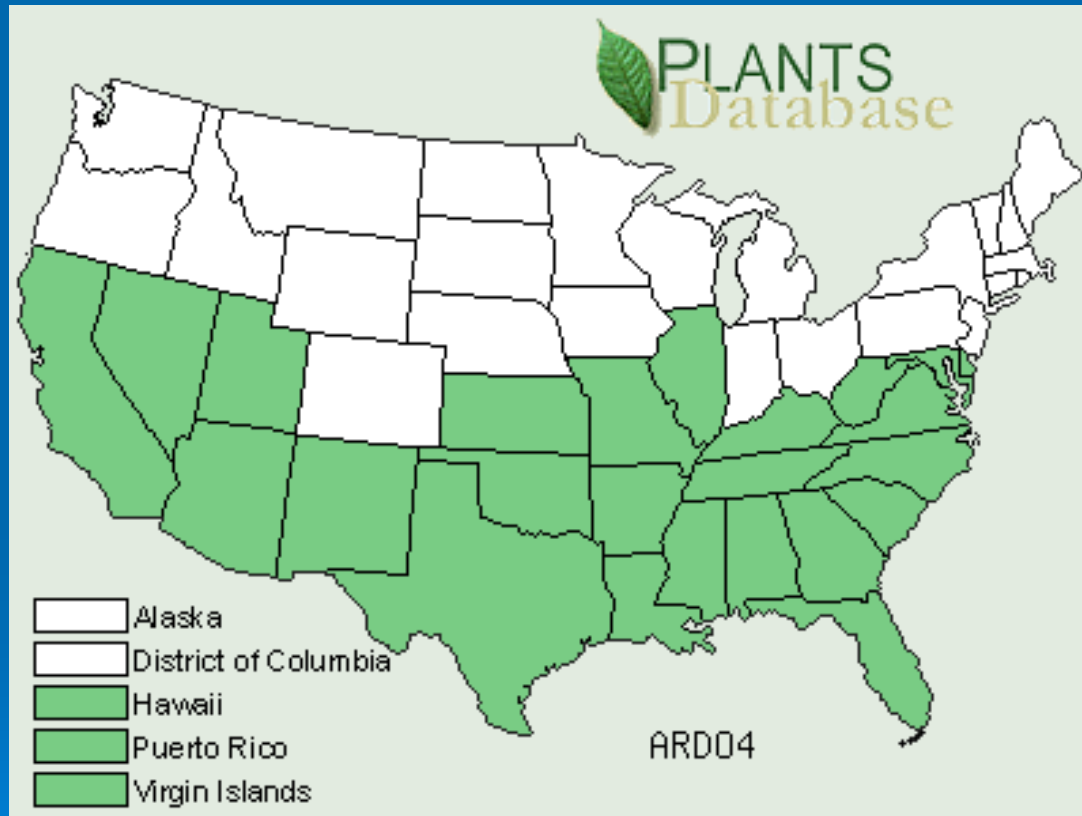 PLANTS
Database
Alaska
District of Columbia
Hawaii
Puerto Rico
Virgin Islands
ARDO4